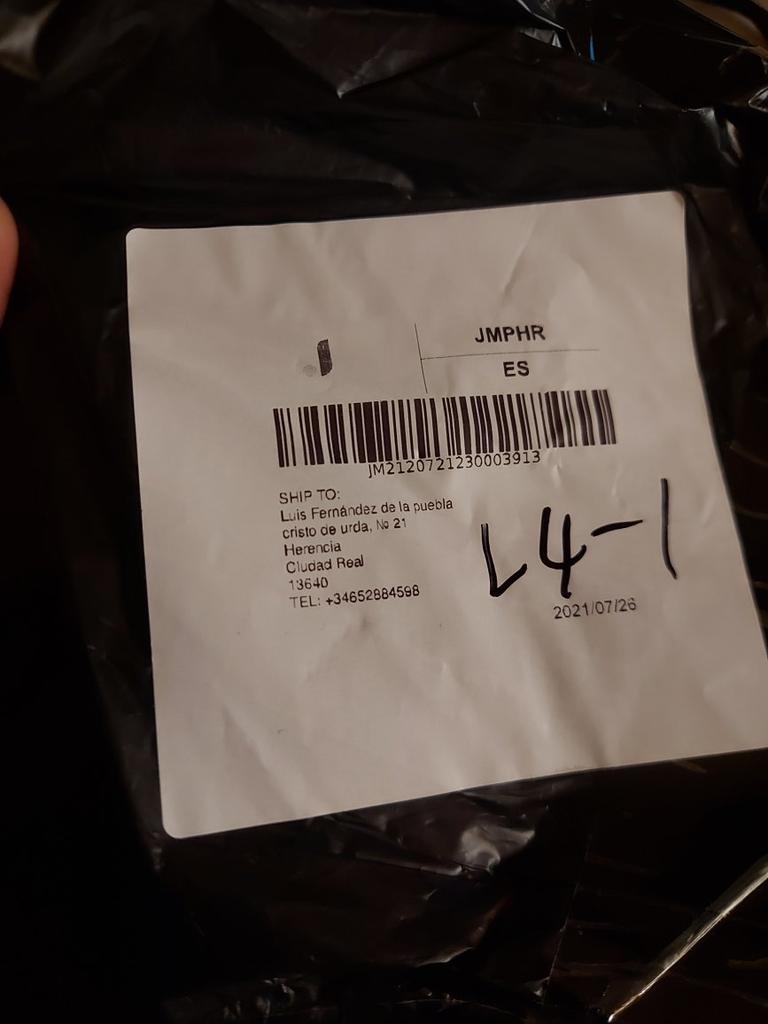 JMPHR
ES
JM2120721230003913
SHIP TO:
Luis Fernández de la puebla
cristo de urda, № 21
Herencia
Ciudad Real
13640
TEL: +34652884598
L4-1
2021/07/26